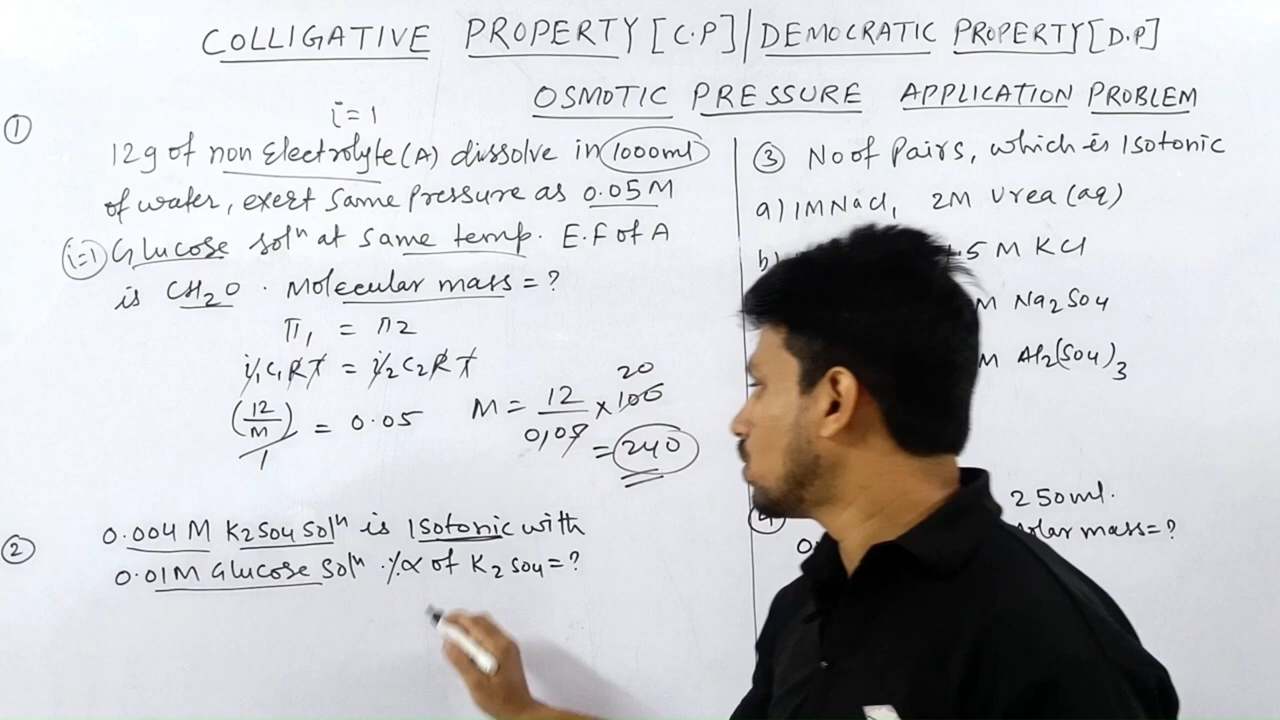 COLLIGATIVE PROPERTY [C.P] / DEMOCRATIC PROPERTY [D.P]
OSMOTIC PRESSURE APPLICATION PROBLEM
①
i=1
12g of non Electrolyte(A) dissolve in 1000ml
of water, exert same pressure as 0.05M
(i=1) Glucose solⁿ at same temp. E.F of A
is CH₂O. Molecular mass = ?
π₁ = π2
i₁C₁RT = i₂C₂RT
(12/M)/1 = 0.05
M = 12/0,05 × 100 20
= 240
② 0.004 M K2SO4 solⁿ is Isotonic with
0.01M Glucose solⁿ. %α of K2SO4 = ?
③ No of Pairs, which is Isotonic
a) 1M NaCl, 2M Urea (aq)
b) .5 M KCl
M Na2SO4
M Al2(SO4)3
④ 250ml.
molar mass=?